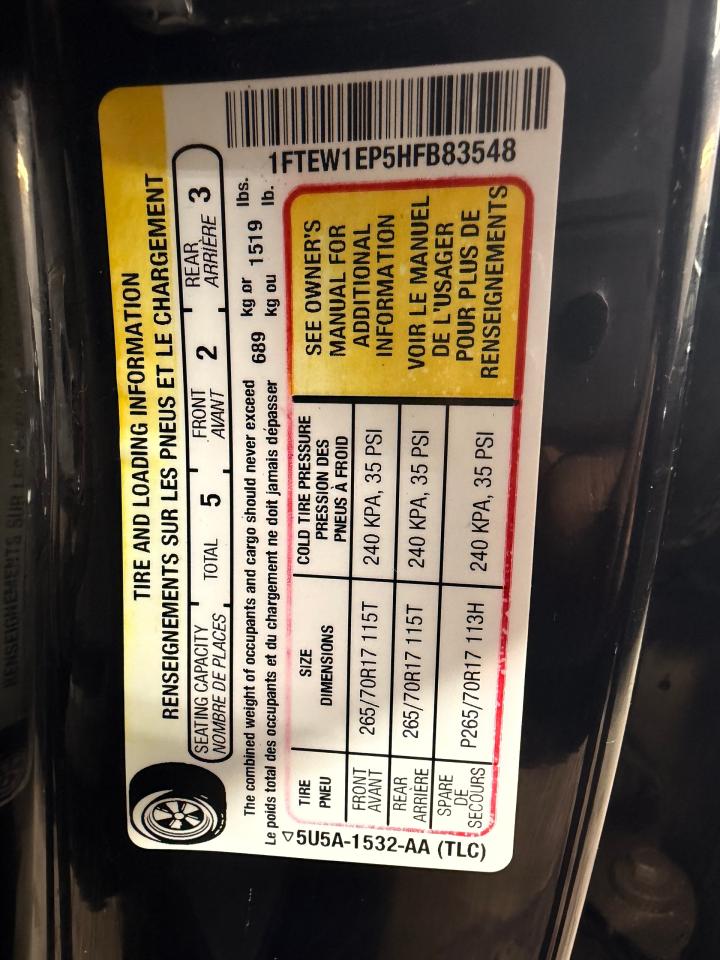 TIRE AND LOADING INFORMATION
RENSEIGNEMENTS SUR LES PNEUS ET LE CHARGEMENT
SEATING CAPACITY TOTAL 5 FRONT 2 REAR 3
NOMBRE DE PLACES AVANT ARRIÈRE
The combined weight of occupants and cargo should never exceed 689 kg or 1519 lbs.
Le poids total des occupants et du chargement ne doit jamais dépasser kg ou lb.
TIRE SIZE COLD TIRE PRESSURE
PNEU DIMENSIONS PRESSION DES
PNEUS À FROID
FRONT 265/70R17 115T 240 KPA, 35 PSI
AVANT
REAR 265/70R17 115T 240 KPA, 35 PSI
ARRIÈRE
SPARE P265/70R17 113H 240 KPA, 35 PSI
DE
SECOURS
SEE OWNER'S
MANUAL FOR
ADDITIONAL
INFORMATION
VOIR LE MANUEL
DE L'USAGER
POUR PLUS DE
RENSEIGNEMENTS
1FTEW1EP5HFB83548
5U5A-1532-AA (TLC)